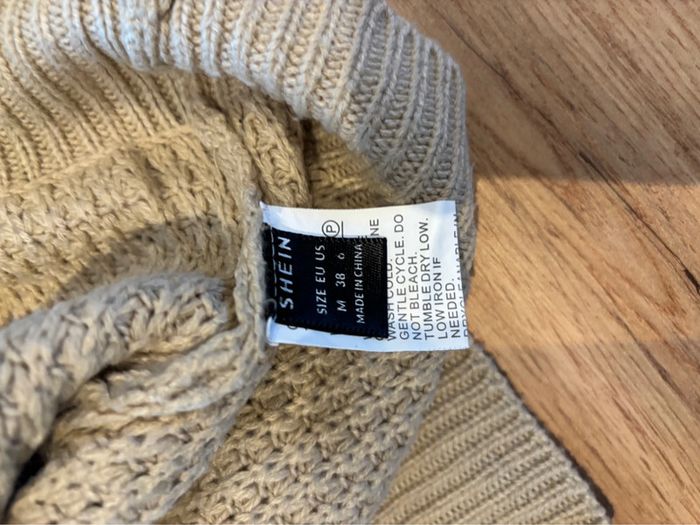 SHEIN
SIZE EU US
M 38 6
MADE IN CHINA
P
NE
WASH COLD.
GENTLE CYCLE. DO
NOT BLEACH.
TUMBLE DRY LOW.
LOW IRON IF
NEEDED.